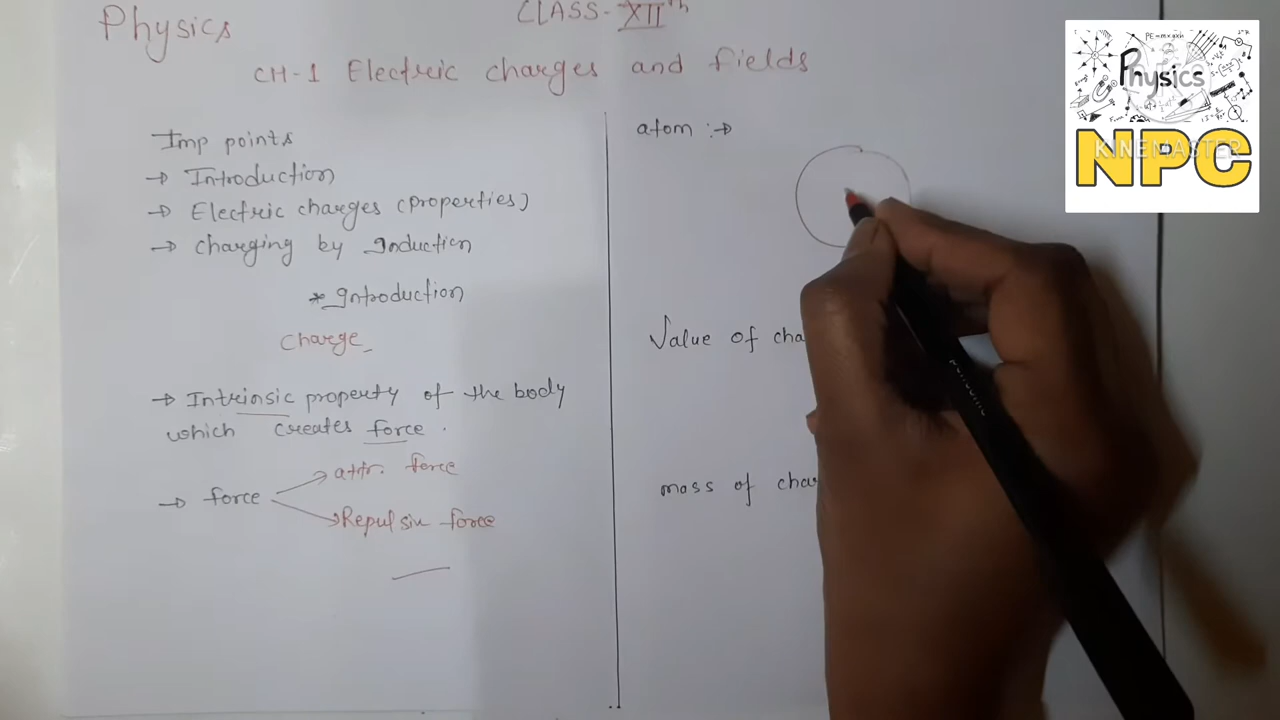 Physics
CLASS-XIIth
CH-1 Electric charges and fields
Imp points
→ Introduction
→ Electric charges (properties)
→ charging by Induction
* Introduction
Charge
→ Intrinsic property of the body
which creates force.
→ force
→ attr. force
→ Repulsin force
atom :→
Value of cha
mass of char
Physics
KINEMASTER
NPC